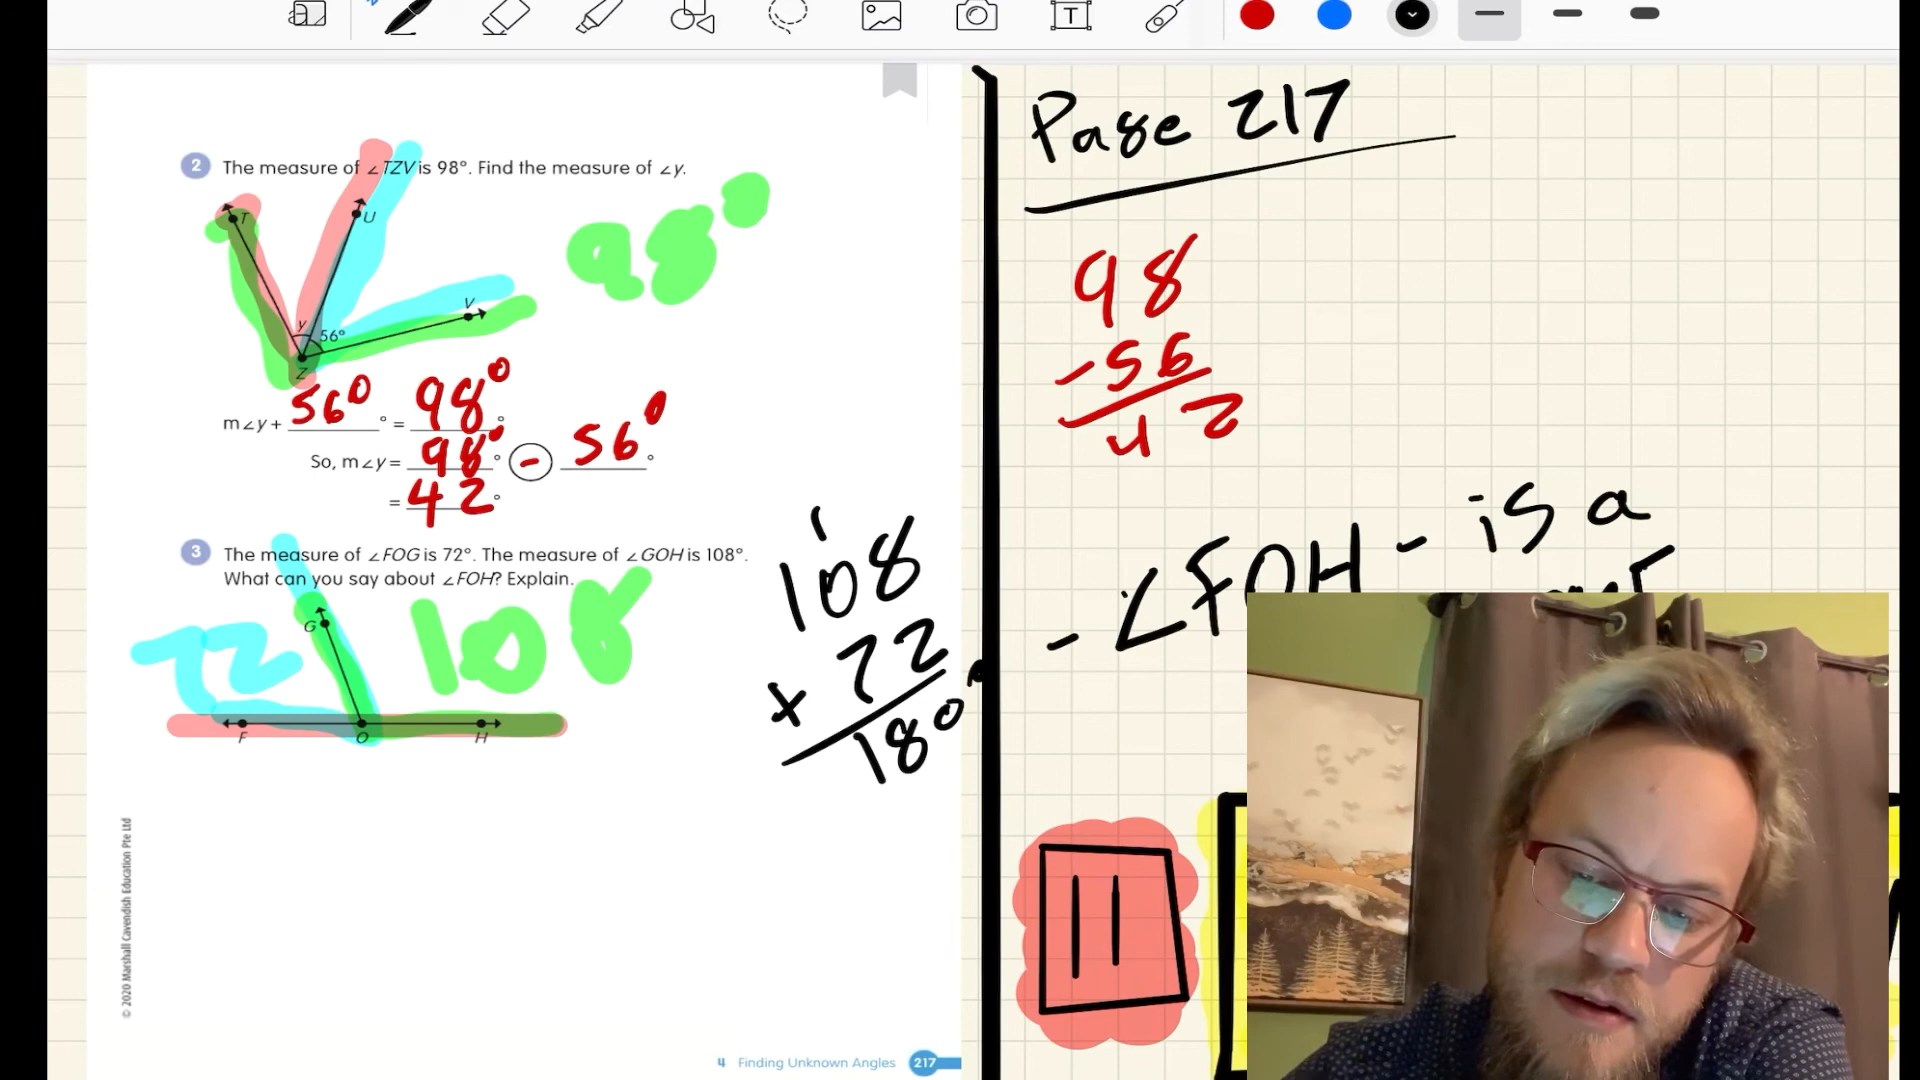 2 The measure of ∠TZV is 98°. Find the measure of ∠y.
T
U
98°
V
y
56°
Z
m∠y + 56° ° = 98° °
So, m∠y = 98° ° - 56° °
= 42 °
3 The measure of ∠FOG is 72°. The measure of ∠GOH is 108°.
What can you say about ∠FOH? Explain.
G
72
108
F
O
H
1
108
+ 72
180
© 2020 Marshall Cavendish Education Pte Ltd
4 Finding Unknown Angles 217
Page 217
98
-56
42
- ∠FOH - is a
11
T